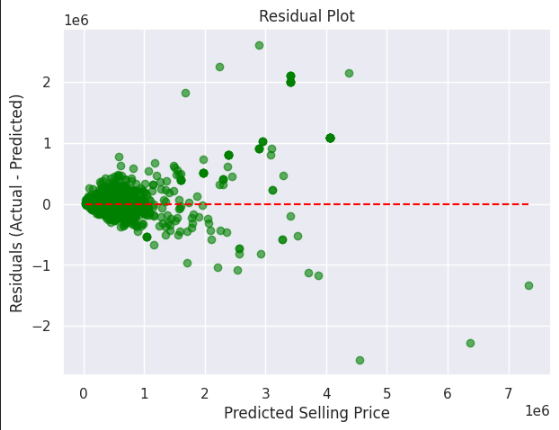 Residual Plot
1e6
Residuals (Actual - Predicted)
2
1
0
−1
−2
0 1 2 3 4 5 6 7
1e6
Predicted Selling Price